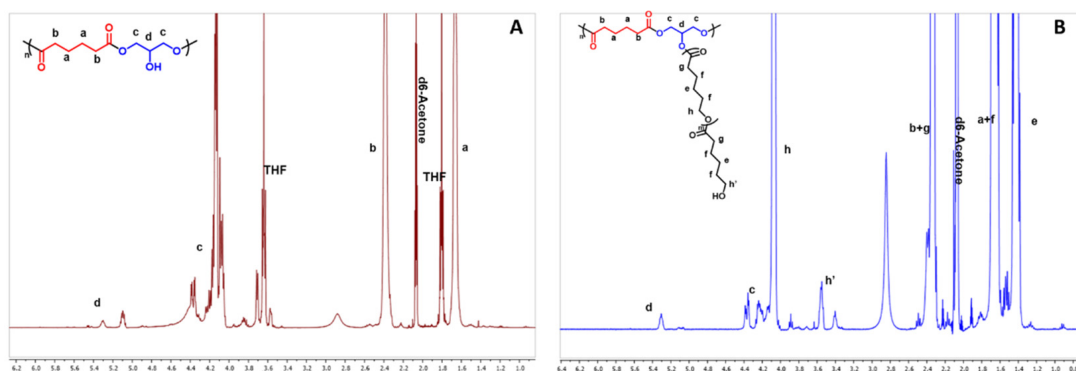 A
b a O c d c
n O a b O OH O
d6-Acetone
THF
b
THF
a
c
d
6.4 6.2 6.0 5.8 5.6 5.4 5.2 5.0 4.8 4.6 4.4 4.2 4.0 3.8 3.6 3.4 3.2 3.0 2.8 2.6 2.4 2.2 2.0 1.8 1.6 1.4 1.2 1.0
B
b a O c d c
n O a b O O O
O
g f
e f
h O
O g
f e
f h'
HO
b+g
d6-Acetone
a+f
e
h
h'
c
d
6.4 6.2 6.0 5.8 5.6 5.4 5.2 5.0 4.8 4.6 4.4 4.2 4.0 3.8 3.6 3.4 3.2 3.0 2.8 2.6 2.4 2.2 2.0 1.8 1.6 1.4 1.2 1.0